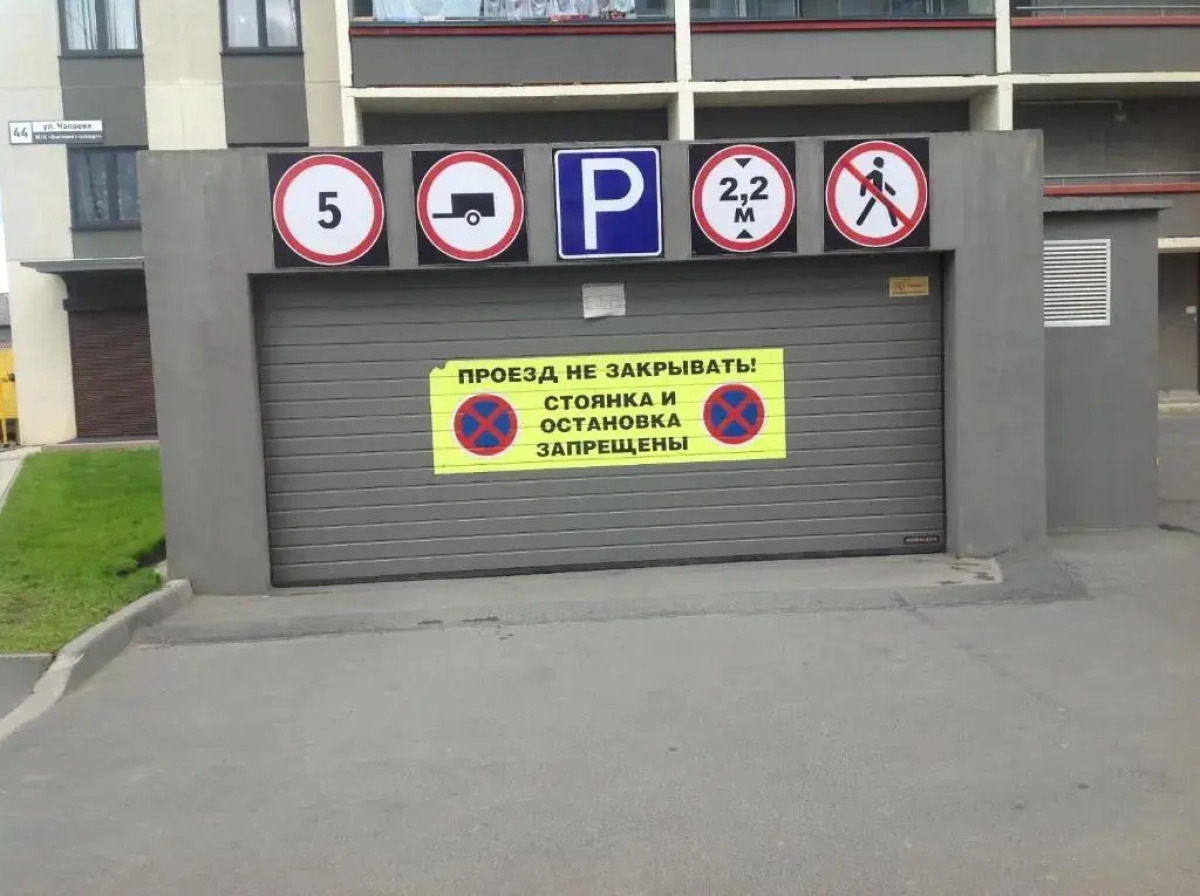 44
ул. Чапаева
5
P
2,2
м
ПРОЕЗД НЕ ЗАКРЫВАТЬ!
СТОЯНКА И
ОСТАНОВКА
ЗАПРЕЩЕНЫ